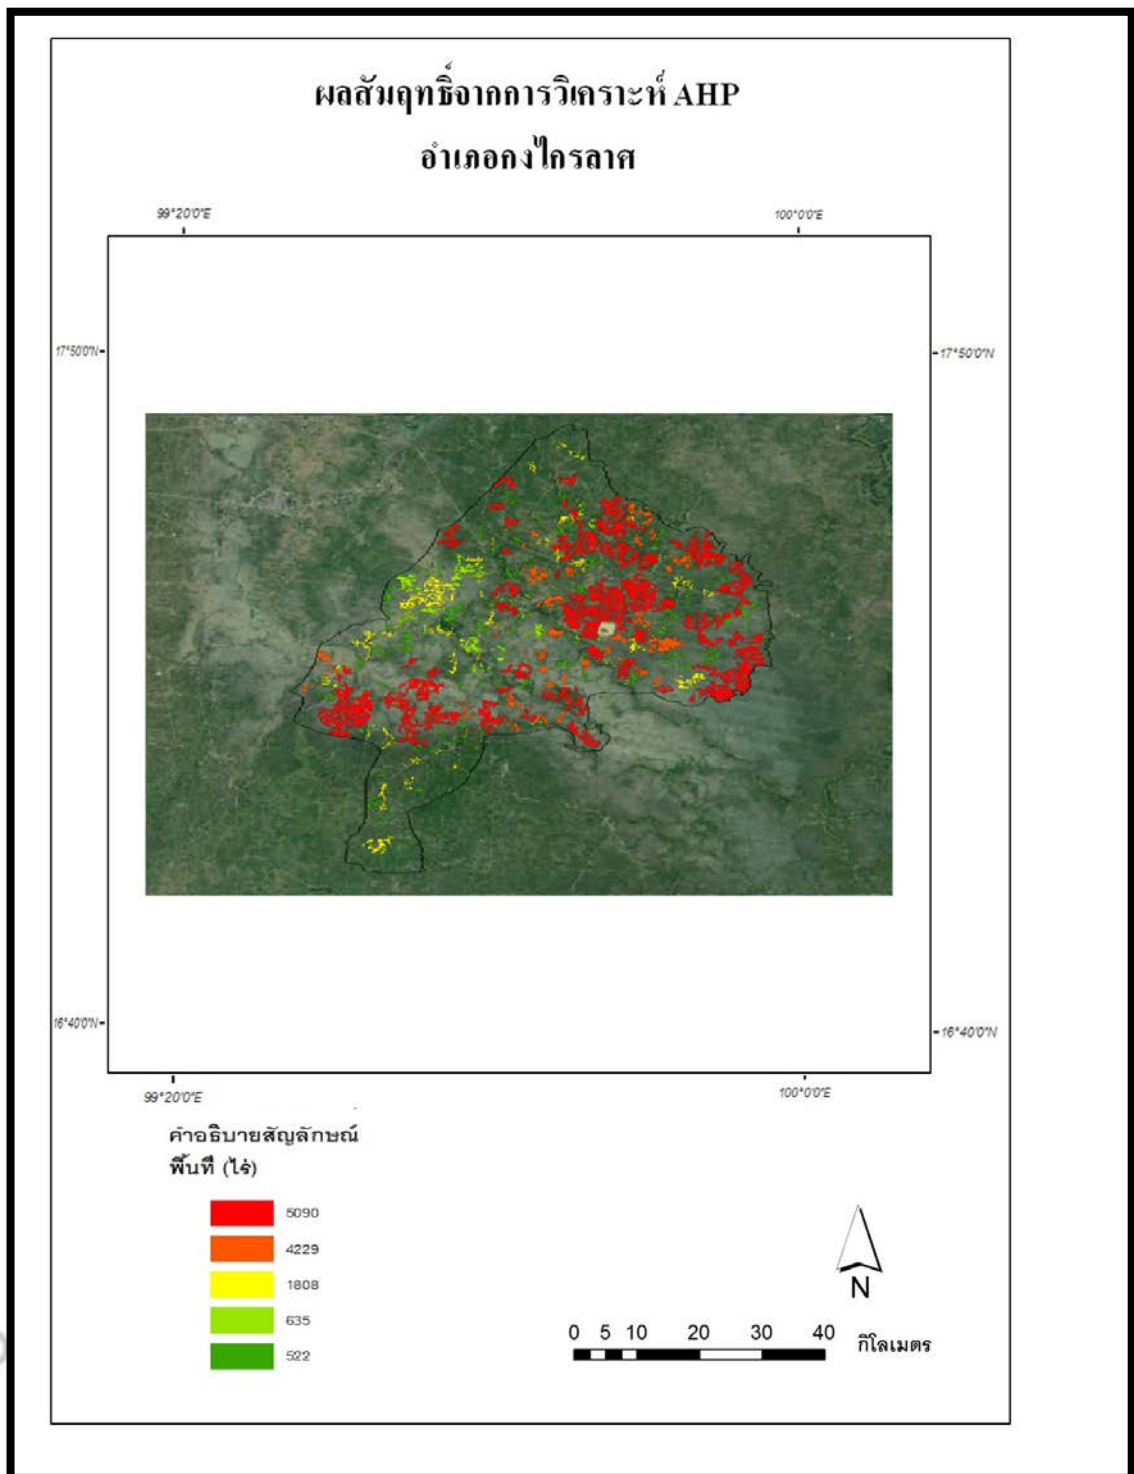 ผลสัมฤทธิ์จากการวิเคราะห์ AHP
อำเภอกงไกรลาศ
99°20'0"E
100°0'0"E
17°50'0"N
17°50'0"N
16°40'0"N
16°40'0"N
99°20'0"E
100°0'0"E
คำอธิบายสัญลักษณ์
พื้นที่ (ไร่)
5090
4229
1808
635
522
N
0 5 10 20 30 40 กิโลเมตร